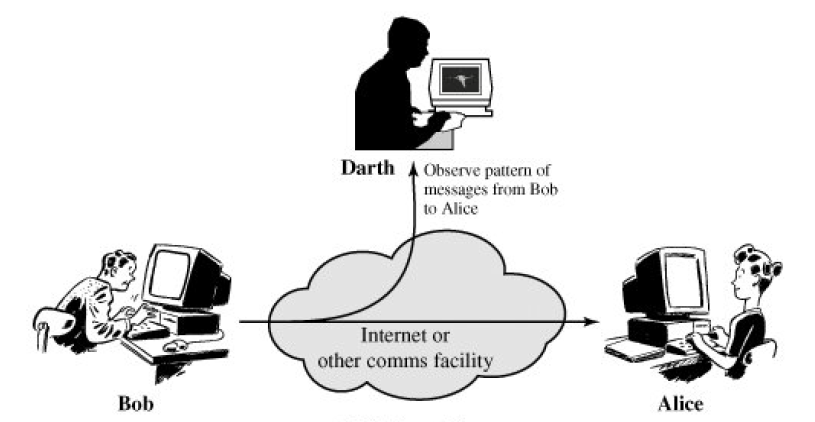 Darth
Observe pattern of
messages from Bob
to Alice
Internet or
other comms facility
Bob
Alice